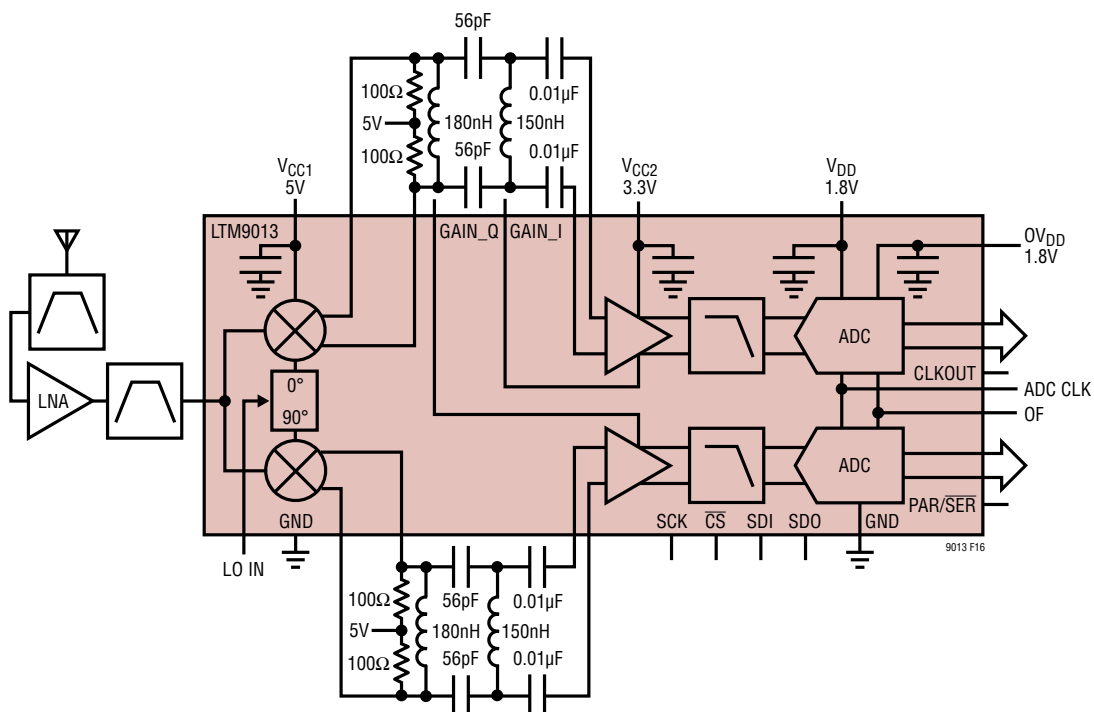 56pF
100Ω
0.01µF
5V
180nH
150nH
100Ω
56pF
0.01µF
VCC1
5V
VCC2
3.3V
VDD
1.8V
LTM9013
GAIN_Q
GAIN_I
OVDD
1.8V
ADC
CLKOUT
ADC CLK
OF
LNA
0°
90°
ADC
PAR/S̅E̅R̅
GND
SCK
C̅S̅
SDI
SDO
GND
LO IN
9013 F16
100Ω
56pF
0.01µF
5V
180nH
150nH
100Ω
56pF
0.01µF